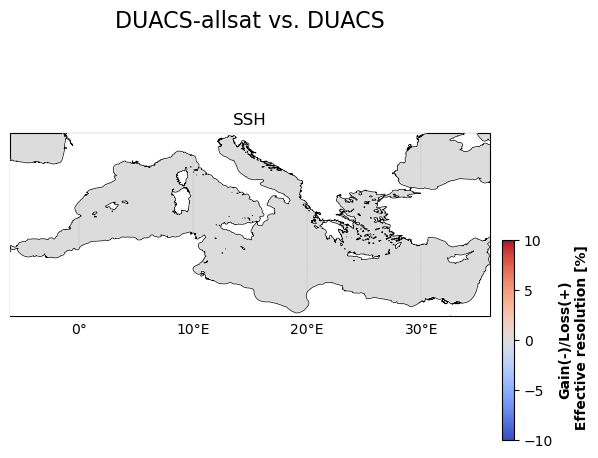 DUACS-allsat vs. DUACS
SSH
0°
10°E
20°E
30°E
10
5
0
−5
−10
Gain(-)/Loss(+)
Effective resolution [%]